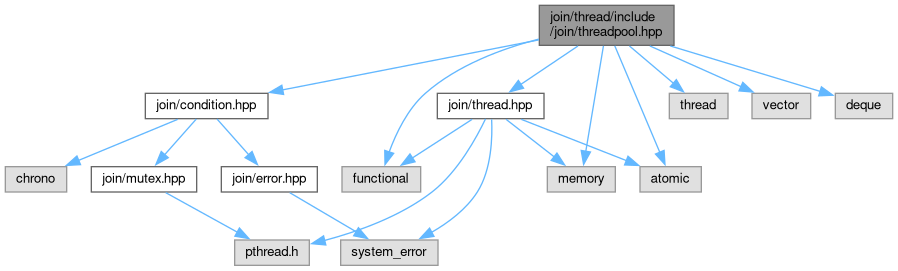 join/thread/include
/join/threadpool.hpp
join/condition.hpp
join/thread.hpp
thread
vector
deque
chrono
join/mutex.hpp
join/error.hpp
functional
memory
atomic
pthread.h
system_error